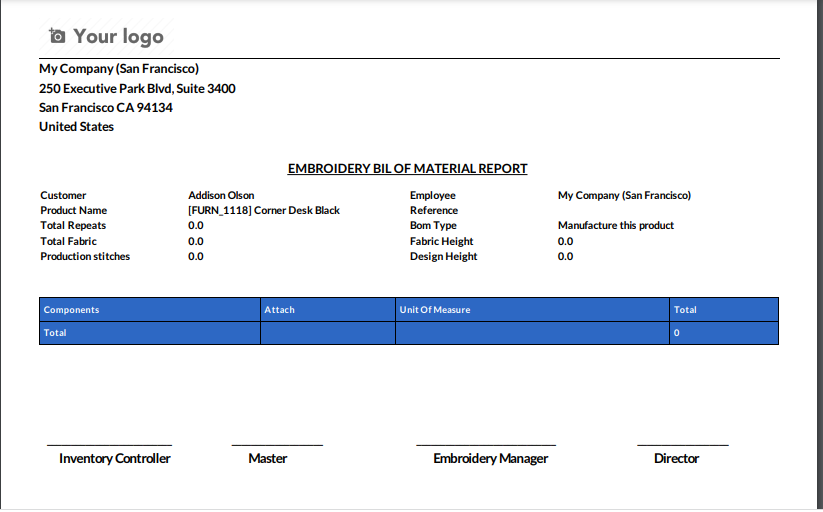 Your logo
My Company (San Francisco)
250 Executive Park Blvd, Suite 3400
San Francisco CA 94134
United States
EMBROIDERY BIL OF MATERIAL REPORT
Customer Addison Olson Employee My Company (San Francisco)
Product Name [FURN_1118] Corner Desk Black Reference
Total Repeats 0.0 Bom Type Manufacture this product
Total Fabric 0.0 Fabric Height 0.0
Production stitches 0.0 Design Height 0.0
Components Attach Unit Of Measure Total
Total 0
Inventory Controller Master Embroidery Manager Director